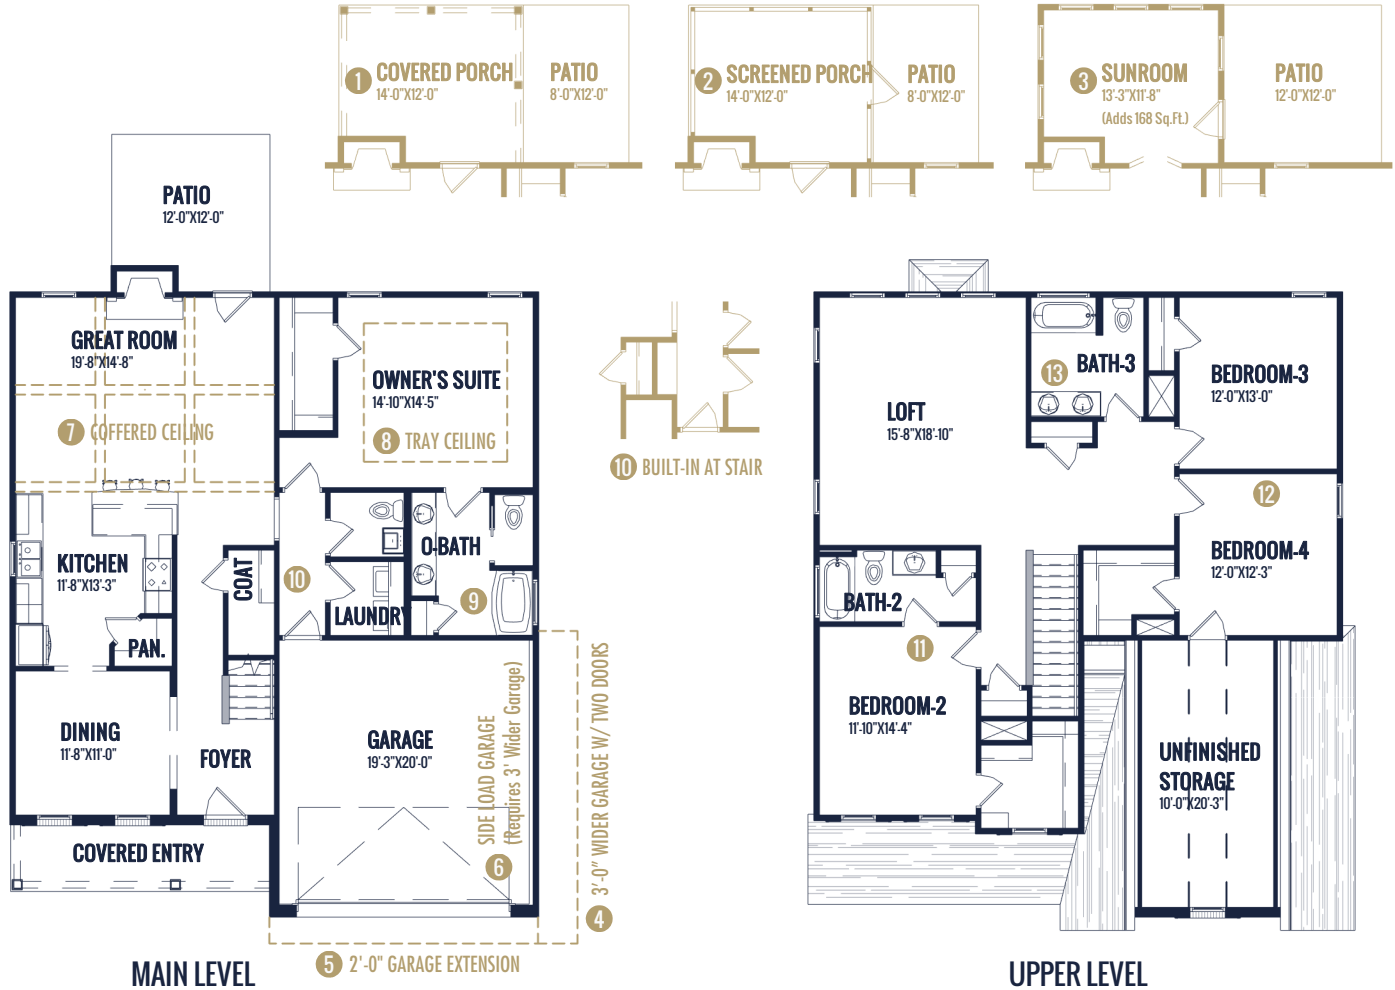 1 COVERED PORCH
14'-0"X12'-0"
PATIO
8'-0"X12'-0"
2 SCREENED PORCH
14'-0"X12'-0"
PATIO
8'-0"X12'-0"
3 SUNROOM
13'-3"X11'-8"
(Adds 168 Sq.Ft.)
PATIO
12'-0"X12'-0"
PATIO
12'-0"X12'-0"
GREAT ROOM
19'-8"X14'-8"
7 COFFERED CEILING
OWNER'S SUITE
14'-10"X14'-5"
8 TRAY CEILING
KITCHEN
11'-8"X13'-3"
PAN.
COAT
10
LAUNDRY
O-BATH
9
DINING
11'-8"X11'-0"
FOYER
GARAGE
19'-3"X20'-0"
SIDE LOAD GARAGE
(Requires 3' Wider Garage)
6
3'-0" WIDER GARAGE W/ TWO DOORS
4
COVERED ENTRY
5 2'-0" GARAGE EXTENSION
MAIN LEVEL
10 BUILT-IN AT STAIR
LOFT
15'-8"X18'-10"
13
BATH-3
BEDROOM-3
12'-0"X13'-0"
12
BEDROOM-4
12'-0"X12'-3"
BATH-2
11
BEDROOM-2
11'-10"X14'-4"
UNFINISHED
STORAGE
10'-0"X20'-3"
UPPER LEVEL